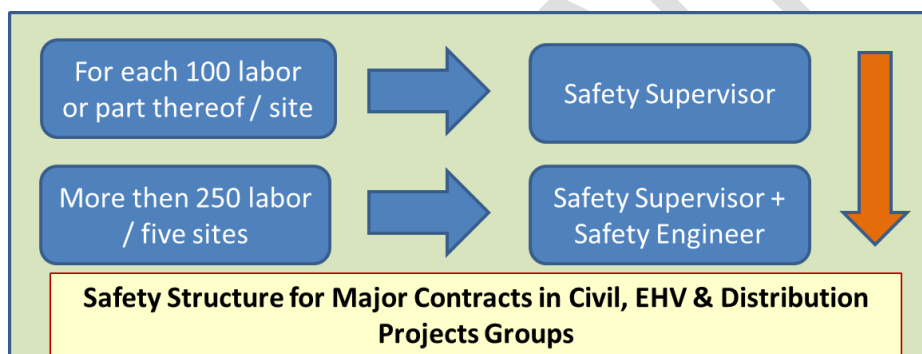 For each 100 labor
or part thereof / site
Safety Supervisor
More then 250 labor
/ five sites
Safety Supervisor +
Safety Engineer
Safety Structure for Major Contracts in Civil, EHV & Distribution
Projects Groups